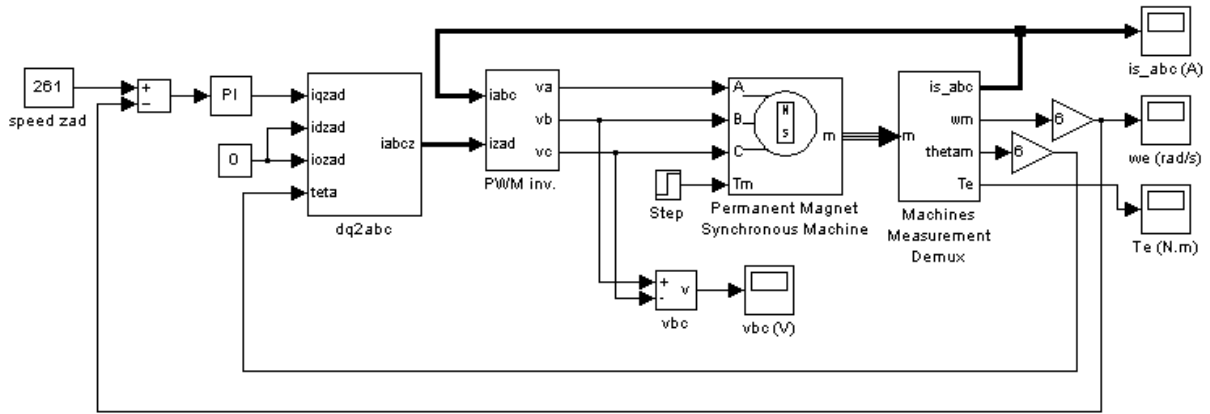 261
speed zad
+
−
PI
iqzad
idzad
iozad
teta
iabcz
dq2abc
0
iabc
izad
va
vb
vc
PWM inv.
Step
A
B
C
Tm
N
S
m
Permanent Magnet
Synchronous Machine
m
is_abc
wm
thetam
Te
Machines
Measurement
Demux
6
6
is_abc (A)
we (rad/s)
Te (N.m)
+
-
v
vbc
vbc (V)